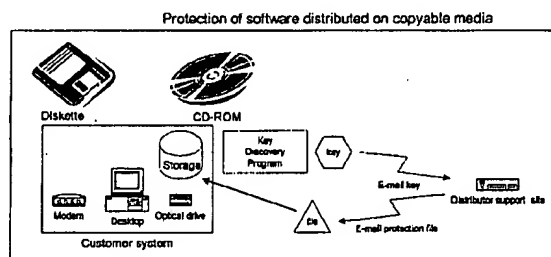 Protection of software distributed on copyable media
Diskette
CD-ROM
Storage
Key
Discovery
Program
key
E-mail key
Distributor support site
Modem
Desktop
Optical drive
file
E-mail protection file
Customer system